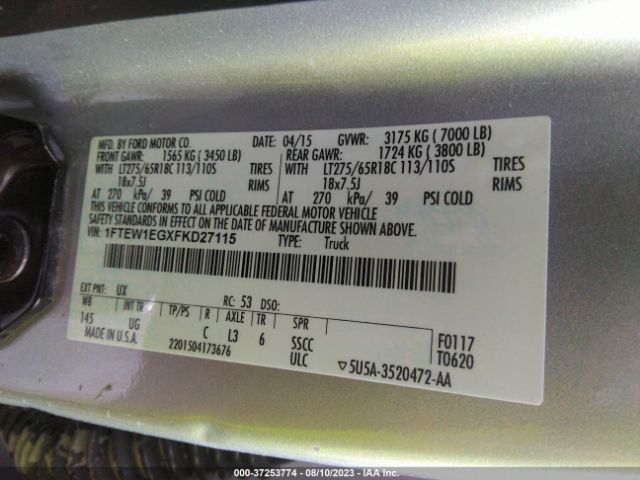 MFD. BY FORD MOTOR CO. DATE: 04/15 GVWR: 3175 KG ( 7000 LB)
FRONT GAWR: 1565 KG ( 3450 LB) REAR GAWR: 1724 KG ( 3800 LB)
WITH LT275/65R18C 113/110S TIRES WITH LT275/65R18C 113/110S TIRES
18x7.5J RIMS 18x7.5J RIMS
AT 270 kPa/ 39 PSI COLD AT 270 kPa/ 39 PSI COLD
THIS VEHICLE CONFORMS TO ALL APPLICABLE FEDERAL MOTOR VEHICLE
SAFETY STANDARDS IN EFFECT ON THE DATE OF MANUFACTURE SHOWN ABOVE.
VIN: 1FTEW1EGXFKD27115 TYPE: Truck
EXT PNT: UX RC: 53 DSO:
WB INT TR TP/PS R AXLE TR SPR
145 UG C L3 6 SSCC F0117
MADE IN U.S.A. 2201504173676 ULC T0620
▽5U5A-3520472-AA
000-37253774 - 08/10/2023 - IAA Inc.